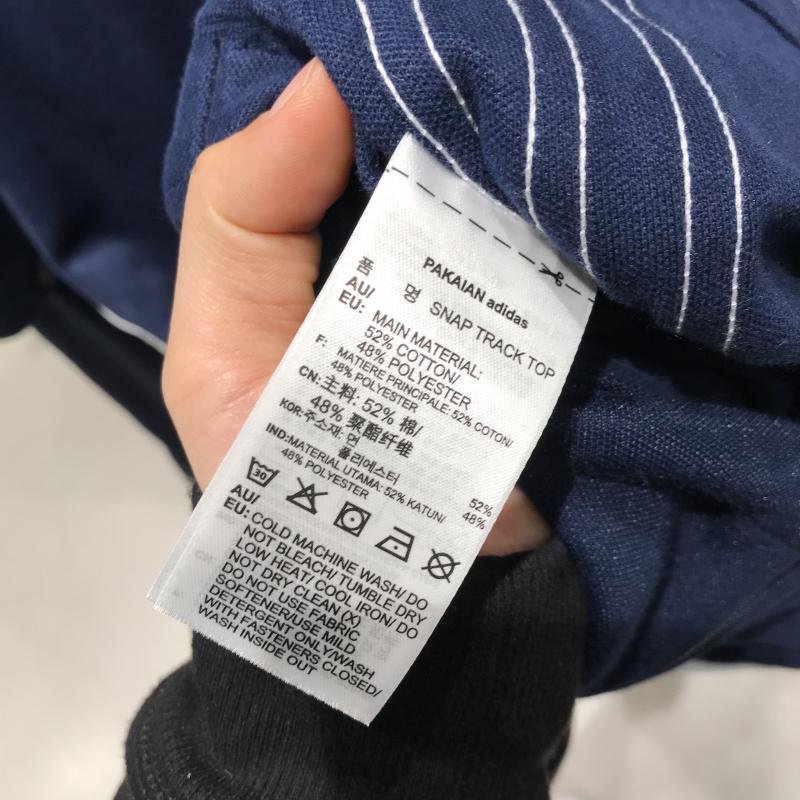 PAKAIAN adidas
품 명 SNAP TRACK TOP
AU/
EU: MAIN MATERIAL:
52% COTTON/
48% POLYESTER
F: MATIERE PRINCIPALE: 52% COTON/
48% POLYESTER
CN: 主料: 52% 棉/
48% 聚酯纤维
KOR: 주소재: 면 52%
폴리에스터 48%
IND: MATERIAL UTAMA: 52% KATUN/
48% POLYESTER
30
AU/
EU: COLD MACHINE WASH/ DO
NOT BLEACH/ TUMBLE DRY
LOW HEAT/ COOL IRON/ DO
DO NOT DRY CLEAN (X)
DO NOT USE FABRIC
SOFTENER/USE MILD
DETERGENT ONLY/WASH
WITH FASTENERS CLOSED/
WASH INSIDE OUT